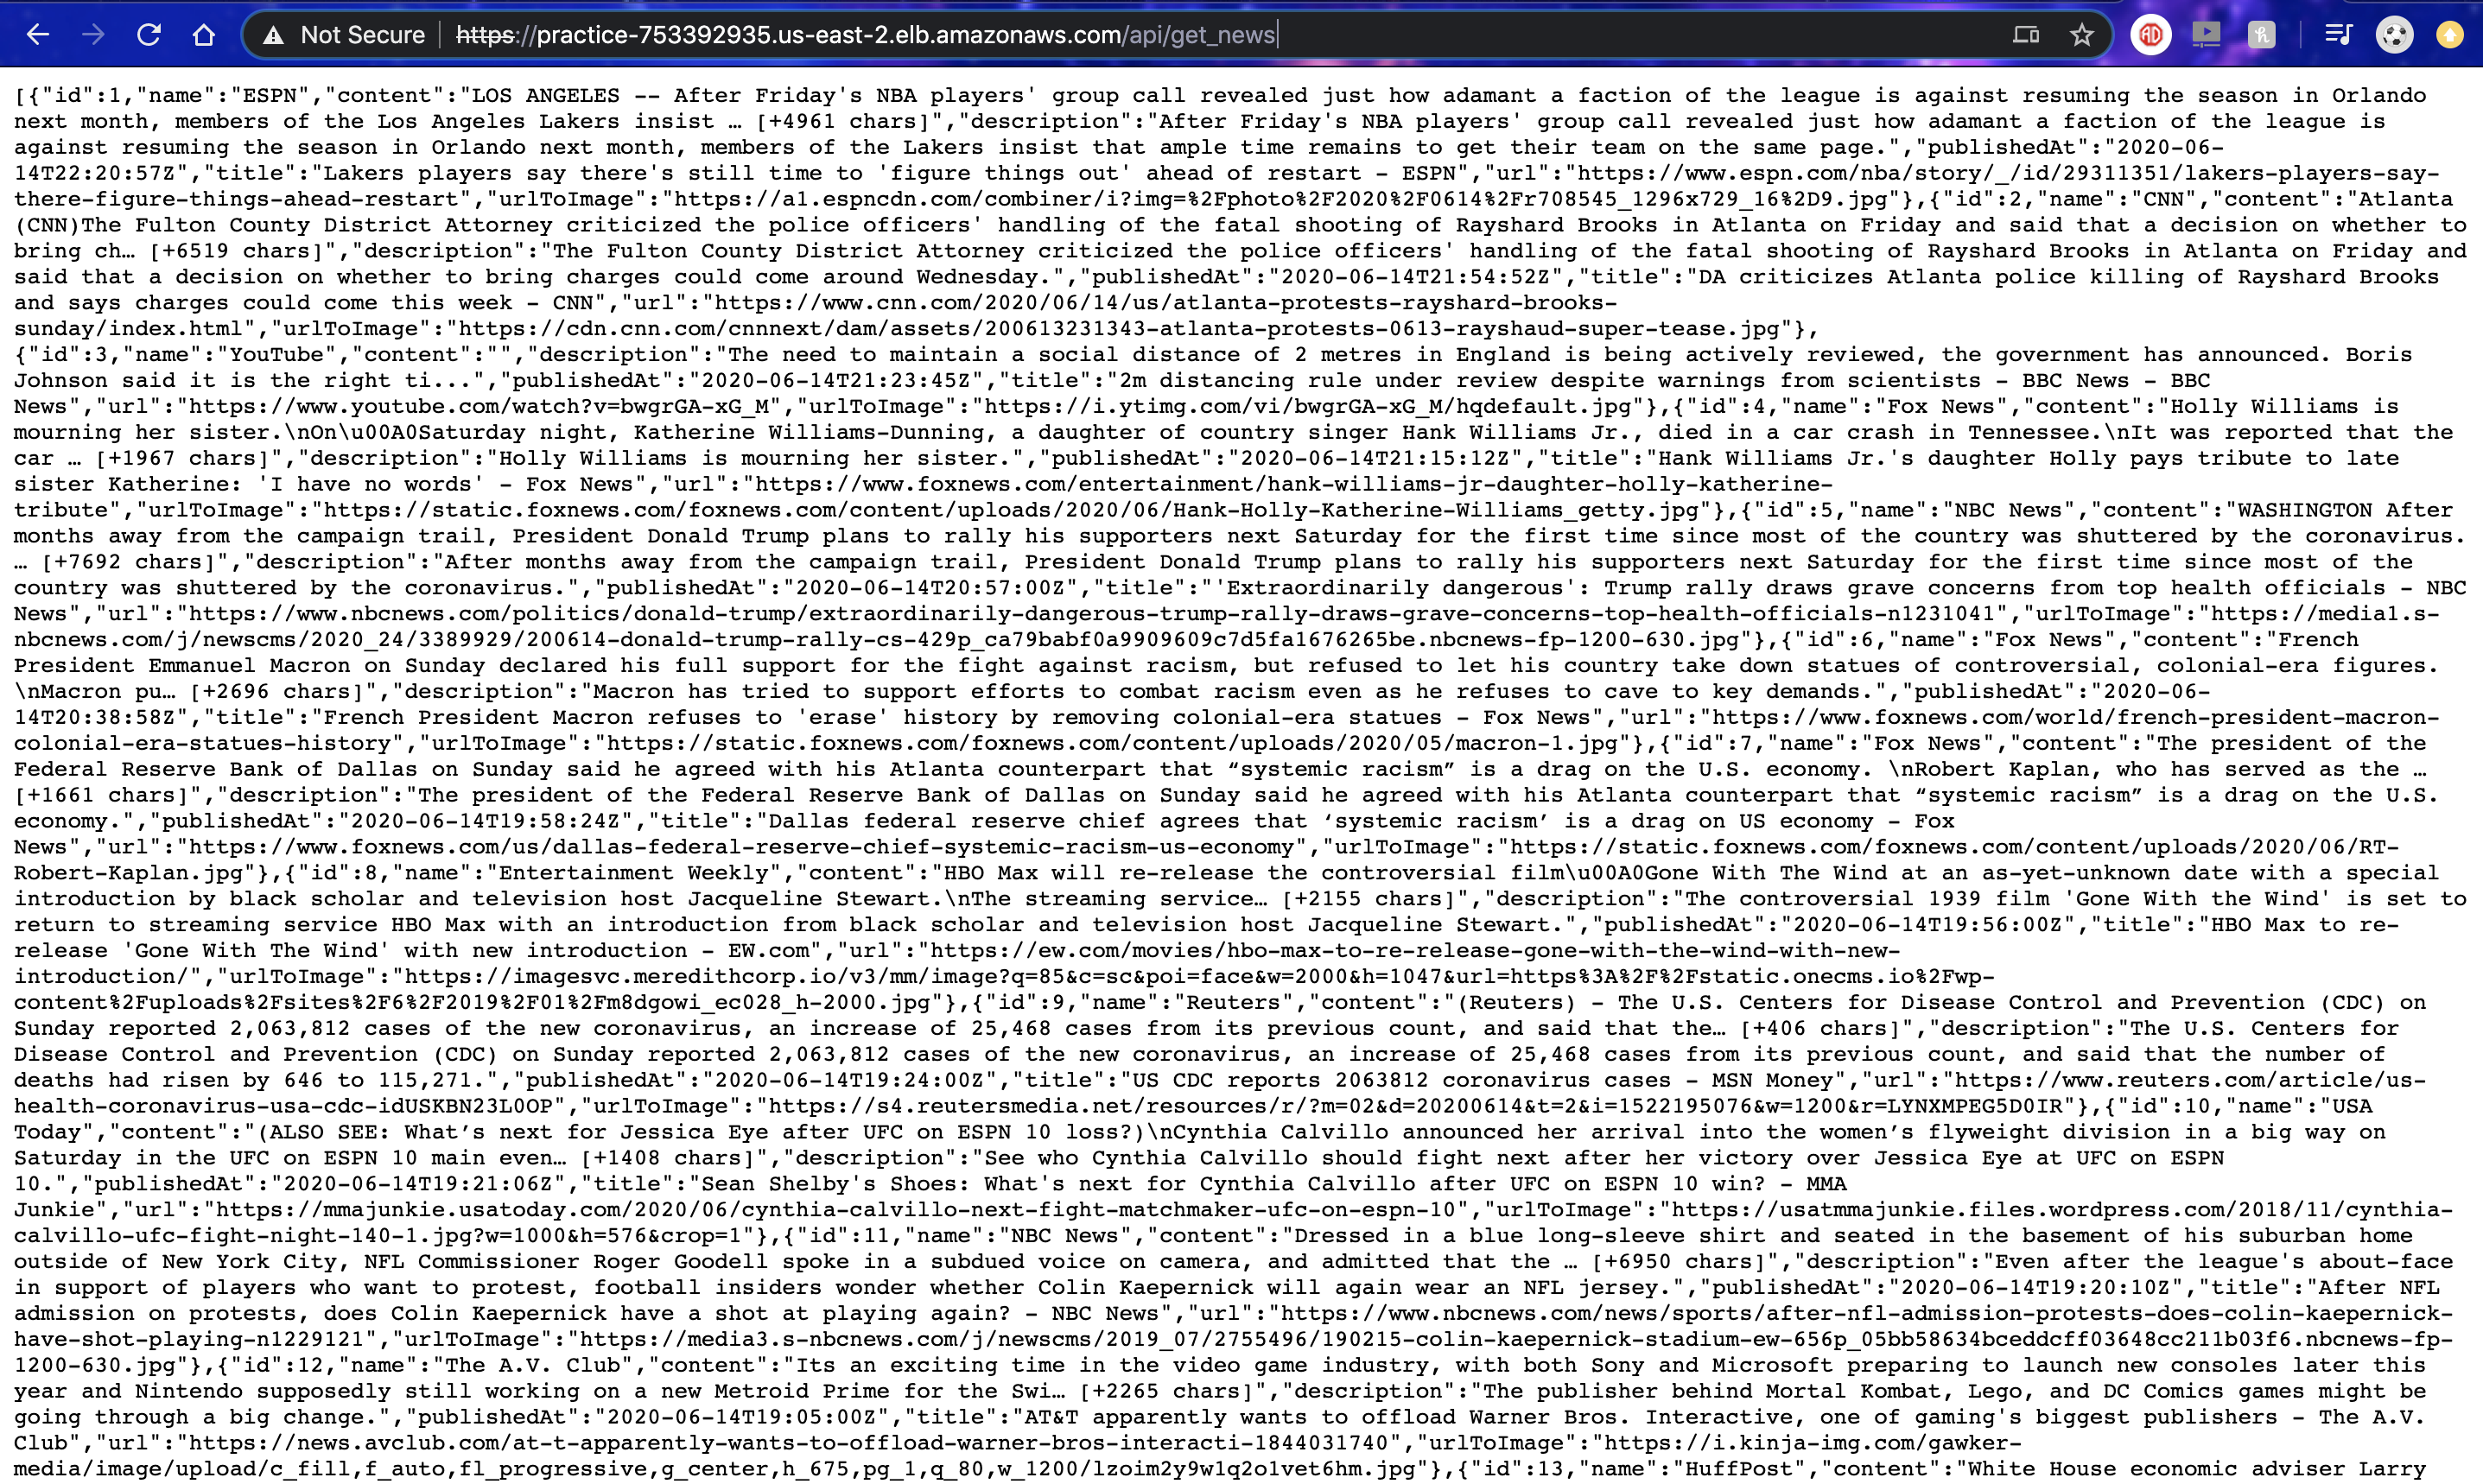 Not Secure https://practice-753392935.us-east-2.elb.amazonaws.com/api/get_news
[{"id":1,"name":"ESPN","content":"LOS ANGELES -- After Friday's NBA players' group call revealed just how adamant a faction of the league is against resuming the season in Orlando
next month, members of the Los Angeles Lakers insist … [+4961 chars]","description":"After Friday's NBA players' group call revealed just how adamant a faction of the league is
against resuming the season in Orlando next month, members of the Lakers insist that ample time remains to get their team on the same page.","publishedAt":"2020-06-
14T22:20:57Z","title":"Lakers players say there's still time to 'figure things out' ahead of restart - ESPN","url":"https://www.espn.com/nba/story/_/id/29311351/lakers-players-say-
there-figure-things-ahead-restart","urlToImage":"https://a1.espncdn.com/combiner/i?img=%2Fphoto%2F2020%2F0614%2Fr708545_1296x729_16%2D9.jpg"},{"id":2,"name":"CNN","content":"Atlanta
(CNN)The Fulton County District Attorney criticized the police officers' handling of the fatal shooting of Rayshard Brooks in Atlanta on Friday and said that a decision on whether to
bring ch… [+6519 chars]","description":"The Fulton County District Attorney criticized the police officers' handling of the fatal shooting of Rayshard Brooks in Atlanta on Friday and
said that a decision on whether to bring charges could come around Wednesday.","publishedAt":"2020-06-14T21:54:52Z","title":"DA criticizes Atlanta police killing of Rayshard Brooks
and says charges could come this week - CNN","url":"https://www.cnn.com/2020/06/14/us/atlanta-protests-rayshard-brooks-
sunday/index.html","urlToImage":"https://cdn.cnn.com/cnnnext/dam/assets/200613231343-atlanta-protests-0613-rayshaud-super-tease.jpg"},
{"id":3,"name":"YouTube","content":"","description":"The need to maintain a social distance of 2 metres in England is being actively reviewed, the government has announced. Boris
Johnson said it is the right ti...","publishedAt":"2020-06-14T21:23:45Z","title":"2m distancing rule under review despite warnings from scientists - BBC News - BBC
News","url":"https://www.youtube.com/watch?v=bwgrGA-xG_M","urlToImage":"https://i.ytimg.com/vi/bwgrGA-xG_M/hqdefault.jpg"},{"id":4,"name":"Fox News","content":"Holly Williams is
mourning her sister.\nOn\u00A0Saturday night, Katherine Williams-Dunning, a daughter of country singer Hank Williams Jr., died in a car crash in Tennessee.\nIt was reported that the
car … [+1967 chars]","description":"Holly Williams is mourning her sister.","publishedAt":"2020-06-14T21:15:12Z","title":"Hank Williams Jr.'s daughter Holly pays tribute to late
sister Katherine: 'I have no words' - Fox News","url":"https://www.foxnews.com/entertainment/hank-williams-jr-daughter-holly-katherine-
tribute","urlToImage":"https://static.foxnews.com/foxnews.com/content/uploads/2020/06/Hank-Holly-Katherine-Williams_getty.jpg"},{"id":5,"name":"NBC News","content":"WASHINGTON After
months away from the campaign trail, President Donald Trump plans to rally his supporters next Saturday for the first time since most of the country was shuttered by the coronavirus.
… [+7692 chars]","description":"After months away from the campaign trail, President Donald Trump plans to rally his supporters next Saturday for the first time since most of the
country was shuttered by the coronavirus.","publishedAt":"2020-06-14T20:57:00Z","title":"'Extraordinarily dangerous': Trump rally draws grave concerns from top health officials - NBC
News","url":"https://www.nbcnews.com/politics/donald-trump/extraordinarily-dangerous-trump-rally-draws-grave-concerns-top-health-officials-n1231041","urlToImage":"https://media1.s-
nbcnews.com/j/newscms/2020_24/3389929/200614-donald-trump-rally-cs-429p_ca79babf0a9909609c7d5fa1676265be.nbcnews-fp-1200-630.jpg"},{"id":6,"name":"Fox News","content":"French
President Emmanuel Macron on Sunday declared his full support for the fight against racism, but refused to let his country take down statues of controversial, colonial-era figures.
\nMacron pu… [+2696 chars]","description":"Macron has tried to support efforts to combat racism even as he refuses to cave to key demands.","publishedAt":"2020-06-
14T20:38:58Z","title":"French President Macron refuses to 'erase' history by removing colonial-era statues - Fox News","url":"https://www.foxnews.com/world/french-president-macron-
colonial-era-statues-history","urlToImage":"https://static.foxnews.com/foxnews.com/content/uploads/2020/05/macron-1.jpg"},{"id":7,"name":"Fox News","content":"The president of the
Federal Reserve Bank of Dallas on Sunday said he agreed with his Atlanta counterpart that “systemic racism” is a drag on the U.S. economy. \nRobert Kaplan, who has served as the …
[+1661 chars]","description":"The president of the Federal Reserve Bank of Dallas on Sunday said he agreed with his Atlanta counterpart that “systemic racism” is a drag on the U.S.
economy.","publishedAt":"2020-06-14T19:58:24Z","title":"Dallas federal reserve chief agrees that ‘systemic racism’ is a drag on US economy - Fox
News","url":"https://www.foxnews.com/us/dallas-federal-reserve-chief-systemic-racism-us-economy","urlToImage":"https://static.foxnews.com/foxnews.com/content/uploads/2020/06/RT-
Robert-Kaplan.jpg"},{"id":8,"name":"Entertainment Weekly","content":"HBO Max will re-release the controversial film\u00A0Gone With The Wind at an as-yet-unknown date with a special
introduction by black scholar and television host Jacqueline Stewart.\nThe streaming service… [+2155 chars]","description":"The controversial 1939 film 'Gone With the Wind' is set to
return to streaming service HBO Max with an introduction from black scholar and television host Jacqueline Stewart.","publishedAt":"2020-06-14T19:56:00Z","title":"HBO Max to re-
release 'Gone With The Wind' with new introduction - EW.com","url":"https://ew.com/movies/hbo-max-to-re-release-gone-with-the-wind-with-new-
introduction/","urlToImage":"https://imagesvc.meredithcorp.io/v3/mm/image?q=85&c=sc&poi=face&w=2000&h=1047&url=https%3A%2F%2Fstatic.onecms.io%2Fwp-
content%2Fuploads%2Fsites%2F6%2F2019%2F01%2Fm8dgowi_ec028_h-2000.jpg"},{"id":9,"name":"Reuters","content":"(Reuters) - The U.S. Centers for Disease Control and Prevention (CDC) on
Sunday reported 2,063,812 cases of the new coronavirus, an increase of 25,468 cases from its previous count, and said that the… [+406 chars]","description":"The U.S. Centers for
Disease Control and Prevention (CDC) on Sunday reported 2,063,812 cases of the new coronavirus, an increase of 25,468 cases from its previous count, and said that the number of
deaths had risen by 646 to 115,271.","publishedAt":"2020-06-14T19:24:00Z","title":"US CDC reports 2063812 coronavirus cases - MSN Money","url":"https://www.reuters.com/article/us-
health-coronavirus-usa-cdc-idUSKBN23L0OP","urlToImage":"https://s4.reutersmedia.net/resources/r/?m=02&d=20200614&t=2&i=1522195076&w=1200&r=LYNXMPEG5D0IR"},{"id":10,"name":"USA
Today","content":"(ALSO SEE: What’s next for Jessica Eye after UFC on ESPN 10 loss?)\nCynthia Calvillo announced her arrival into the women’s flyweight division in a big way on
Saturday in the UFC on ESPN 10 main even… [+1408 chars]","description":"See who Cynthia Calvillo should fight next after her victory over Jessica Eye at UFC on ESPN
10.","publishedAt":"2020-06-14T19:21:06Z","title":"Sean Shelby's Shoes: What's next for Cynthia Calvillo after UFC on ESPN 10 win? - MMA
Junkie","url":"https://mmajunkie.usatoday.com/2020/06/cynthia-calvillo-next-fight-matchmaker-ufc-on-espn-10","urlToImage":"https://usatmmajunkie.files.wordpress.com/2018/11/cynthia-
calvillo-ufc-fight-night-140-1.jpg?w=1000&h=576&crop=1"},{"id":11,"name":"NBC News","content":"Dressed in a blue long-sleeve shirt and seated in the basement of his suburban home
outside of New York City, NFL Commissioner Roger Goodell spoke in a subdued voice on camera, and admitted that the … [+6950 chars]","description":"Even after the league's about-face
in support of players who want to protest, football insiders wonder whether Colin Kaepernick will again wear an NFL jersey.","publishedAt":"2020-06-14T19:20:10Z","title":"After NFL
admission on protests, does Colin Kaepernick have a shot at playing again? - NBC News","url":"https://www.nbcnews.com/news/sports/after-nfl-admission-protests-does-colin-kaepernick-
have-shot-playing-n1229121","urlToImage":"https://media3.s-nbcnews.com/j/newscms/2019_07/2755496/190215-colin-kaepernick-stadium-ew-656p_05bb58634bceddcff03648cc211b03f6.nbcnews-fp-
1200-630.jpg"},{"id":12,"name":"The A.V. Club","content":"Its an exciting time in the video game industry, with both Sony and Microsoft preparing to launch new consoles later this
year and Nintendo supposedly still working on a new Metroid Prime for the Swi… [+2265 chars]","description":"The publisher behind Mortal Kombat, Lego, and DC Comics games might be
going through a big change.","publishedAt":"2020-06-14T19:05:00Z","title":"AT&T apparently wants to offload Warner Bros. Interactive, one of gaming's biggest publishers - The A.V.
Club","url":"https://news.avclub.com/at-t-apparently-wants-to-offload-warner-bros-interacti-1844031740","urlToImage":"https://i.kinja-img.com/gawker-
media/image/upload/c_fill,f_auto,fl_progressive,g_center,h_675,pg_1,q_80,w_1200/lzoim2y9w1q2o1vet6hm.jpg"},{"id":13,"name":"HuffPost","content":"White House economic adviser Larry